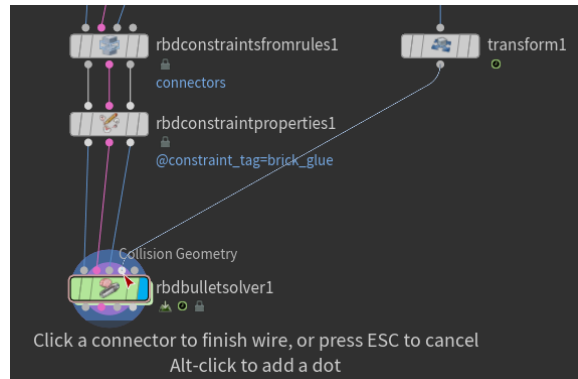 rbdconstraintsfromrules1
transform1
connectors
rbdconstraintproperties1
@constraint_tag=brick_glue
Collision Geometry
rbdbulletsolver1
Click a connector to finish wire, or press ESC to cancel
Alt-click to add a dot